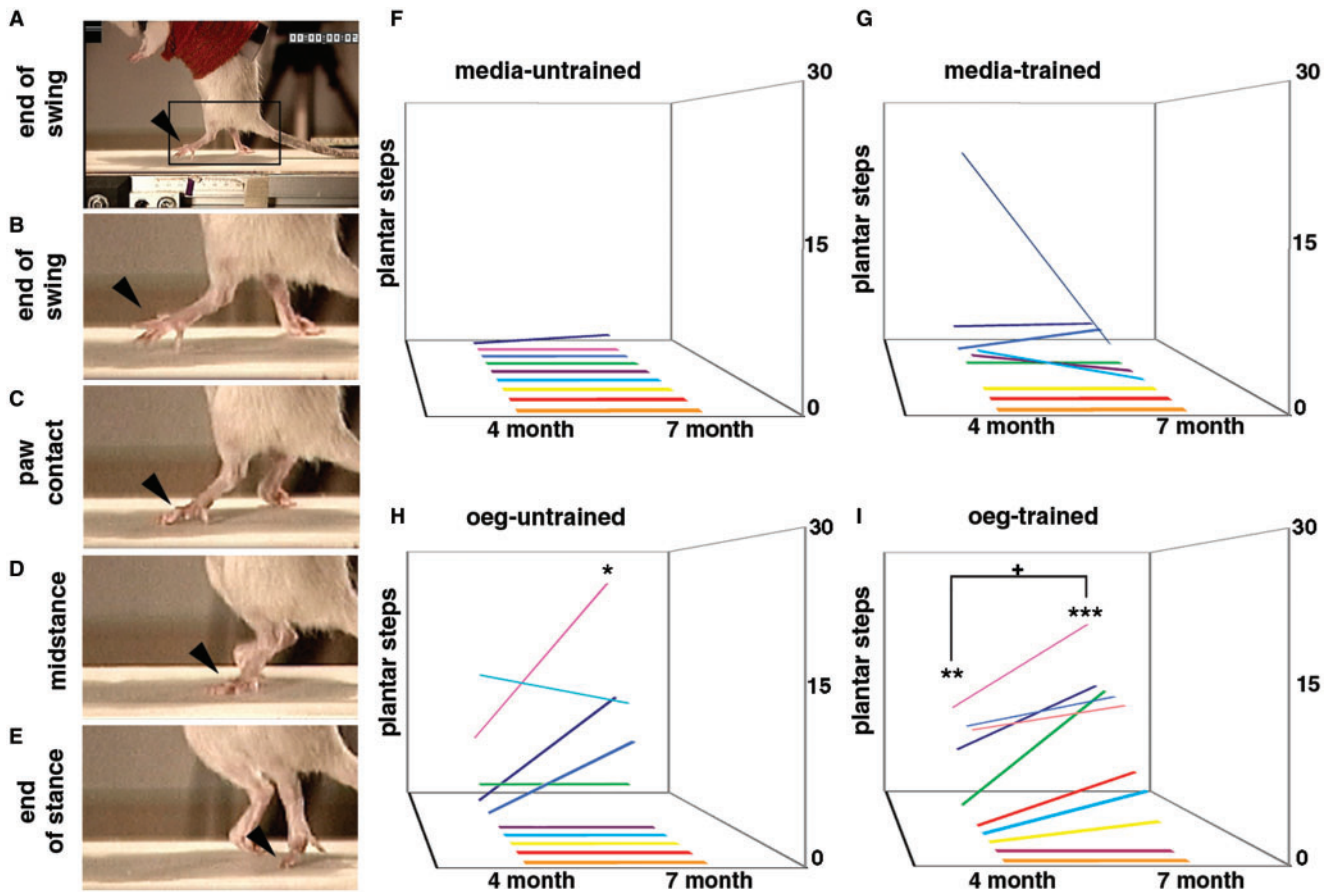 A
end of
swing
B
end of
swing
C
paw
contact
D
midstance
E
end
of stance
F
media-untrained
plantar steps
30
15
0
4 month
7 month
G
media-trained
plantar steps
30
15
0
4 month
7 month
H
oeg-untrained
plantar steps
*
30
15
0
4 month
7 month
I
oeg-trained
plantar steps
+
***
**
30
15
0
4 month
7 month